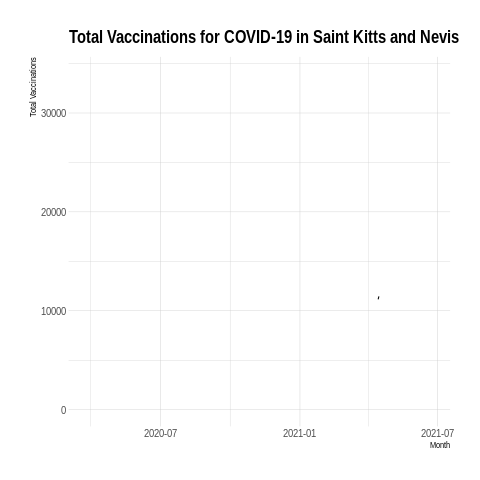 Total Vaccinations for COVID-19 in Saint Kitts and Nevis
Total Vaccinations
30000
20000
10000
0
2020-07
2021-01
2021-07
Month